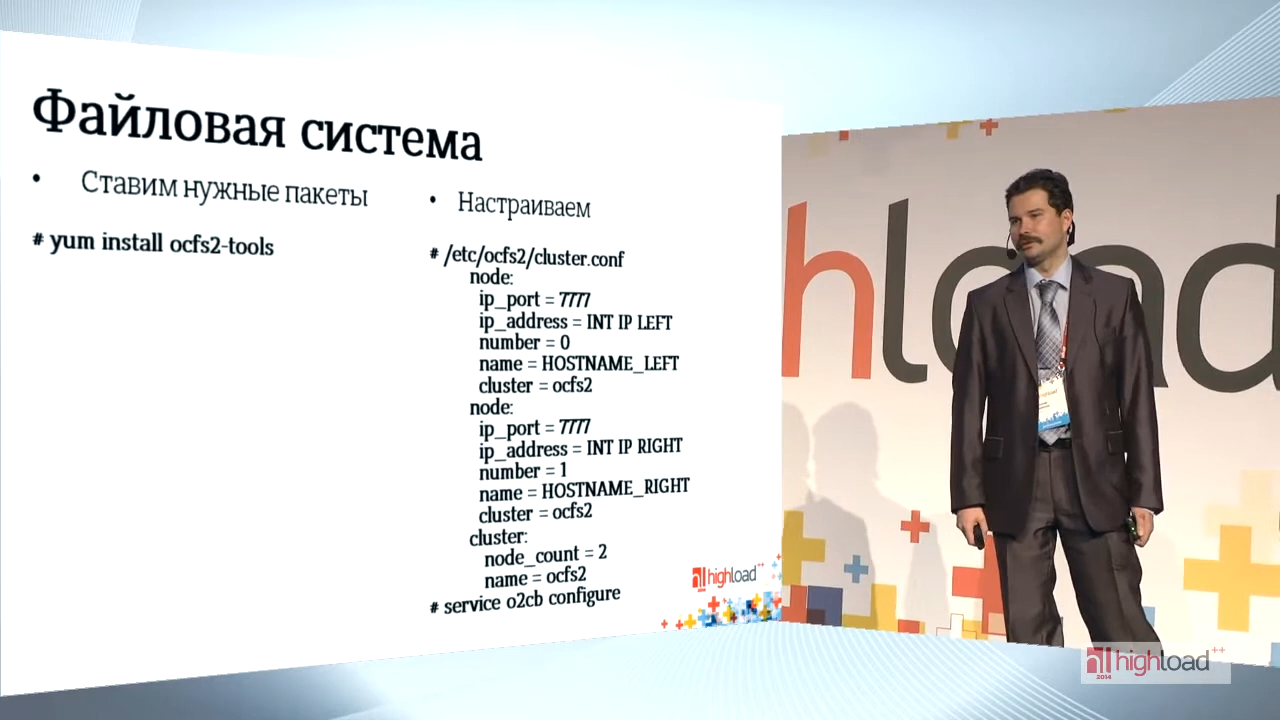 Файловая система
• Ставим нужные пакеты
# yum install ocfs2-tools
• Настраиваем
# /etc/ocfs2/cluster.conf
node:
ip_port = 7777
ip_address = INT IP LEFT
number = 0
name = HOSTNAME_LEFT
cluster = ocfs2
node:
ip_port = 7777
ip_address = INT IP RIGHT
number = 1
name = HOSTNAME_RIGHT
cluster = ocfs2
cluster:
node_count = 2
name = ocfs2
# service o2cb configure
highload++
hload
highload++
2014